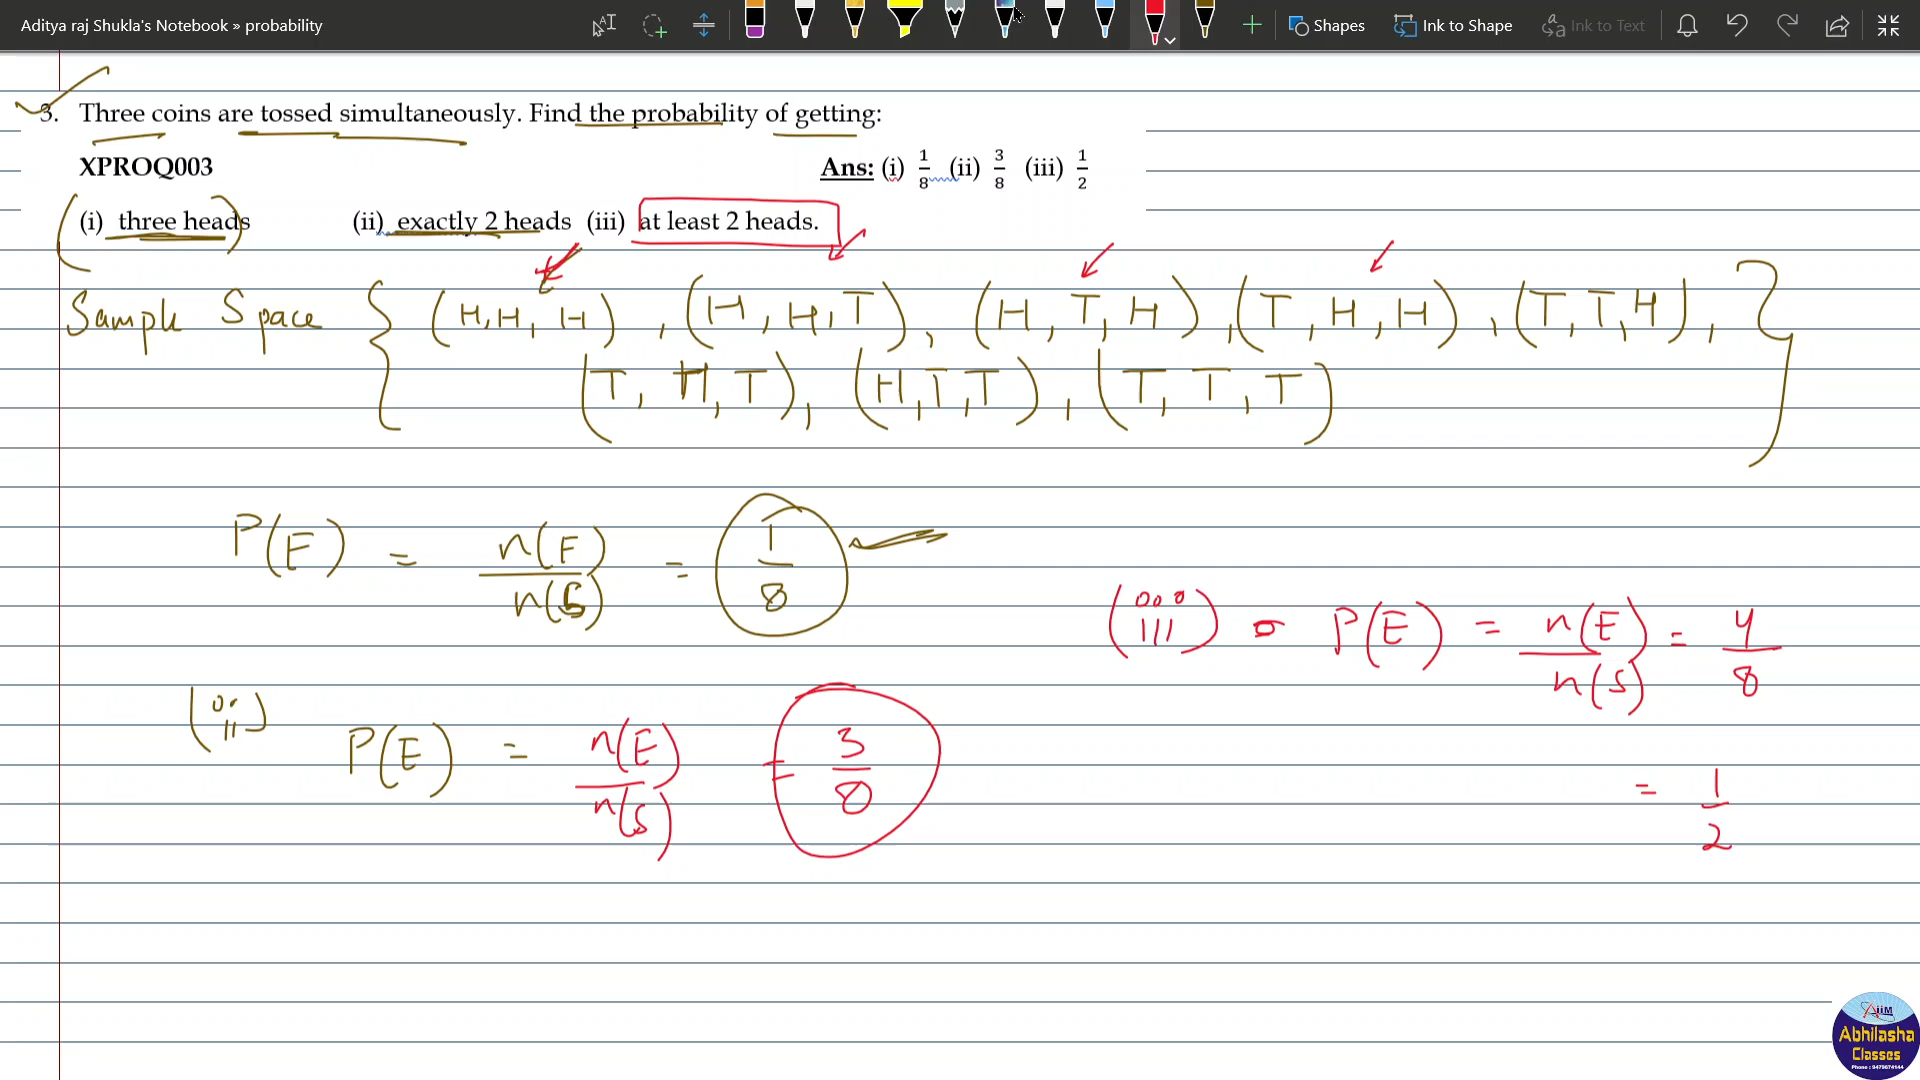 Aditya raj Shukla's Notebook » probability
Shapes Ink to Shape Ink to Text
3. Three coins are tossed simultaneously. Find the probability of getting:
XPROQ003 Ans: (i) 1/8 (ii) 3/8 (iii) 1/2
(i) three heads (ii) exactly 2 heads (iii) at least 2 heads.
Sample Space { (H,H,H), (H,H,T), (H,T,H), (T,H,H), (T,T,H),
(T,H,T), (H,T,T), (T,T,T) }
P(E) = n(E)/n(S) = 1/8
(iii) P(E) = n(E)/n(S) = 4/8
(ii) P(E) = n(E)/n(S) = 3/8
= 1/2
AiiM
Abhilasha
Classes
Phone : 9479674144